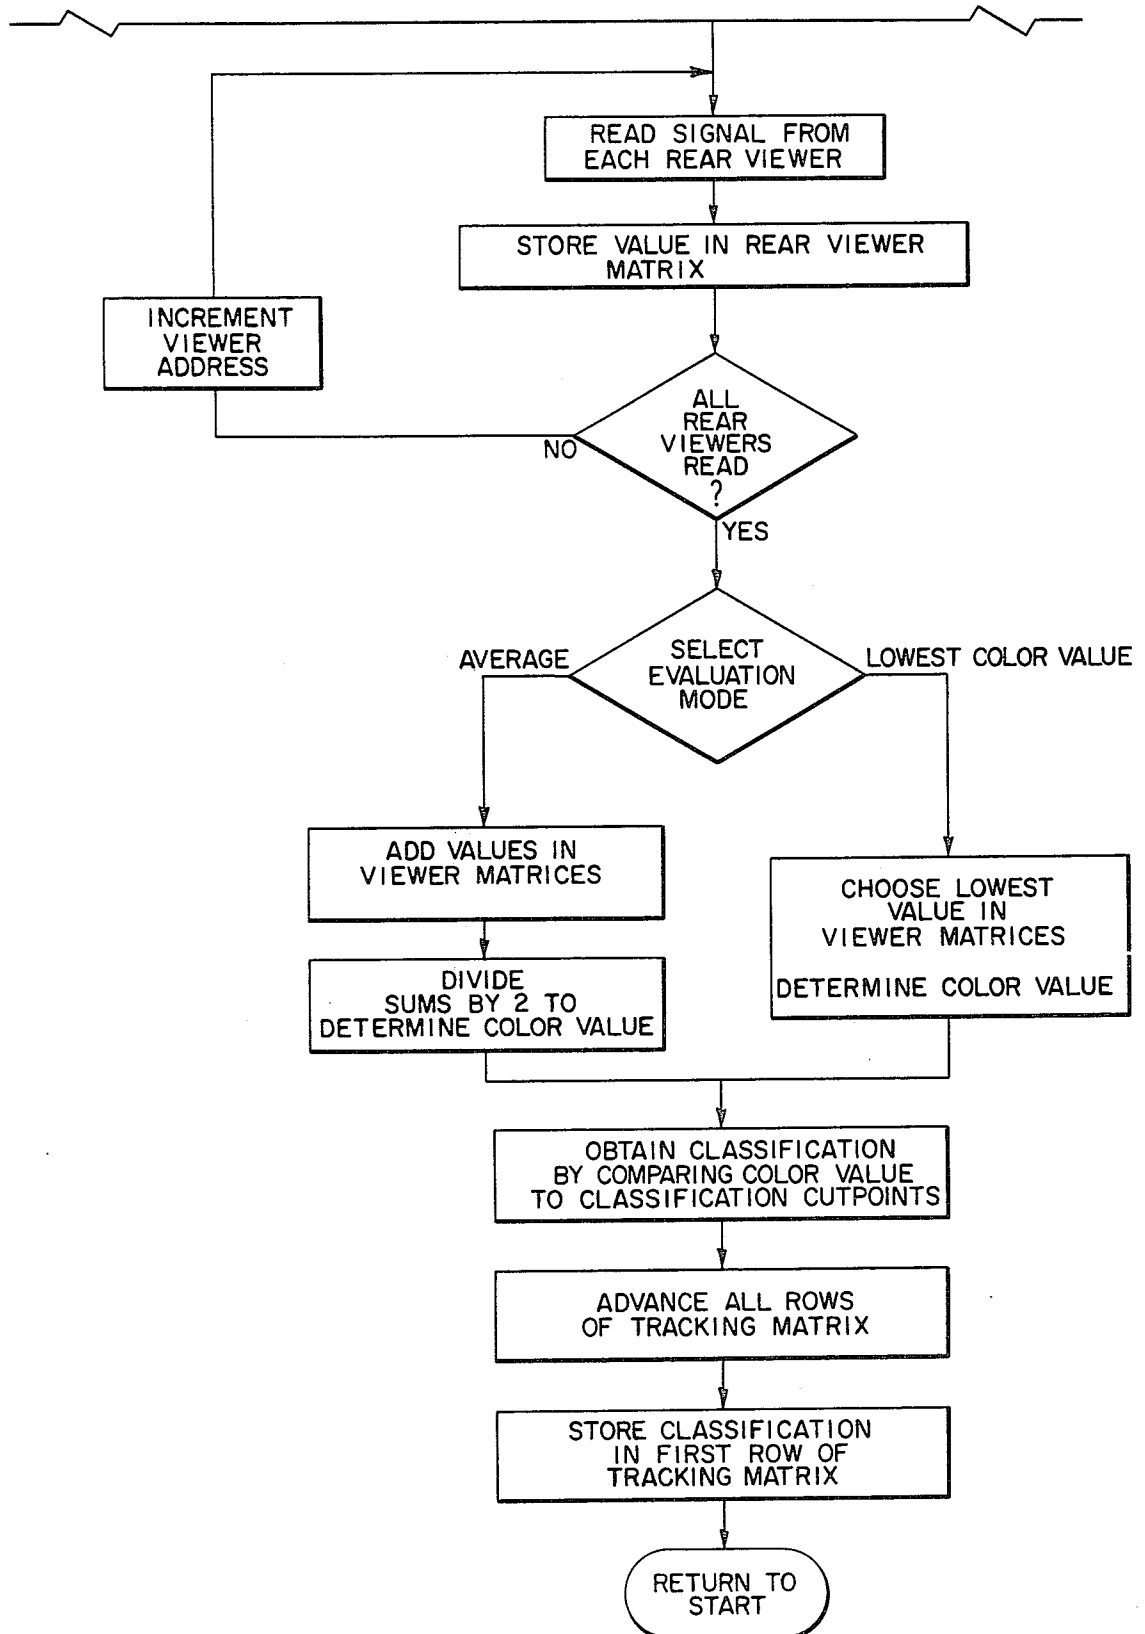 READ SIGNAL FROM
EACH REAR VIEWER
STORE VALUE IN REAR VIEWER
MATRIX
INCREMENT
VIEWER
ADDRESS
ALL
REAR
VIEWERS
READ
?
NO
YES
SELECT
EVALUATION
MODE
AVERAGE
LOWEST COLOR VALUE
ADD VALUES IN
VIEWER MATRICES
DIVIDE
SUMS BY 2 TO
DETERMINE COLOR VALUE
CHOOSE LOWEST
VALUE IN
VIEWER MATRICES
DETERMINE COLOR VALUE
OBTAIN CLASSIFICATION
BY COMPARING COLOR VALUE
TO CLASSIFICATION CUTPOINTS
ADVANCE ALL ROWS
OF TRACKING MATRIX
STORE CLASSIFICATION
IN FIRST ROW OF
TRACKING MATRIX
RETURN TO
START